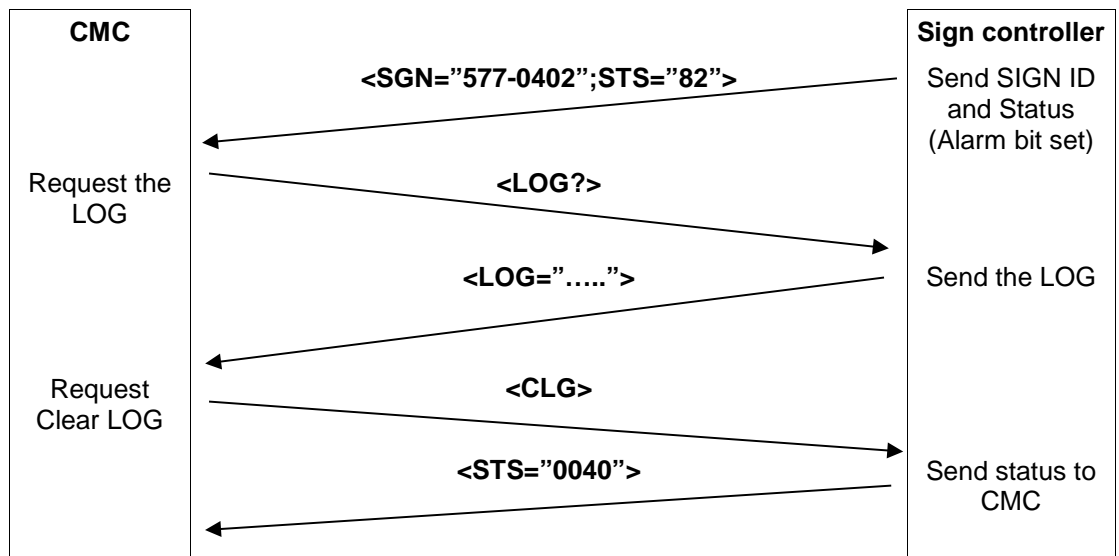 CMC
Sign controller
<SGN=”577-0402”;STS=”82”>
Send SIGN ID
and Status
(Alarm bit set)
Request the
LOG
<LOG?>
<LOG=”…..”>
Send the LOG
Request
Clear LOG
<CLG>
<STS=”0040”>
Send status to
CMC